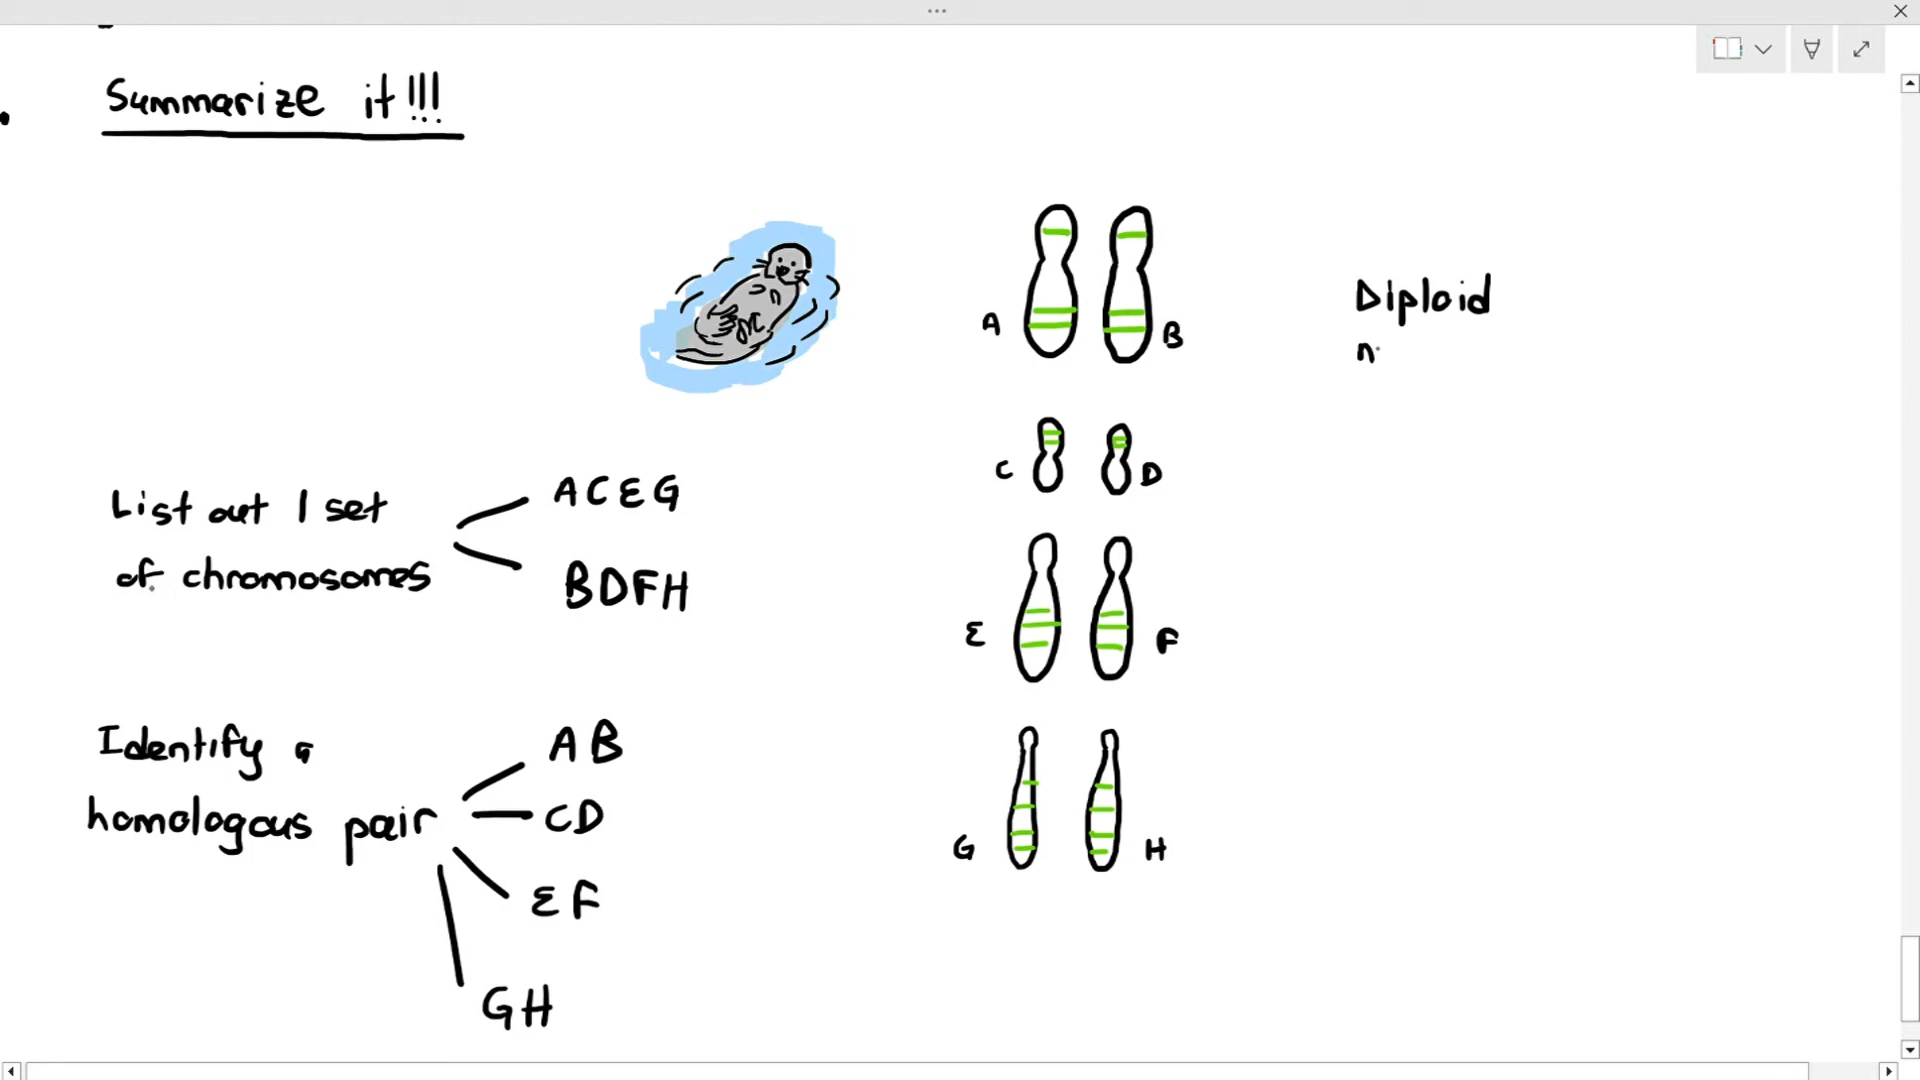 Summarize it!!!
A
B
Diploid
n
C
D
List out 1 set
of chromosomes
ACEG
BDFH
E
F
Identify a
homologous pair
AB
CD
EF
GH
G
H